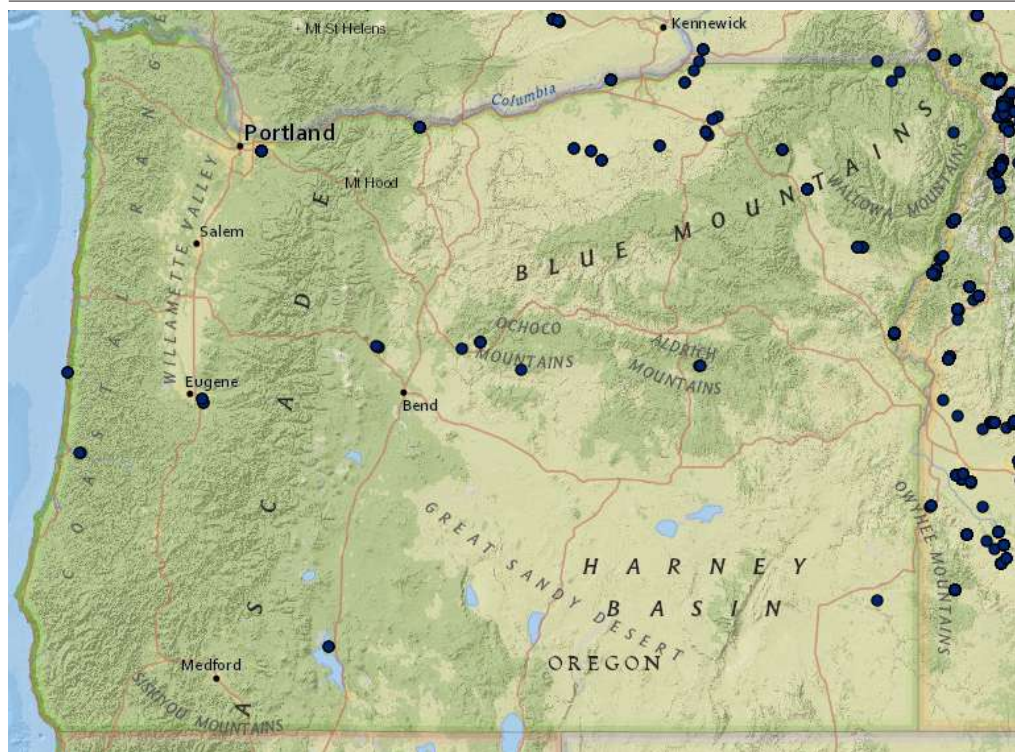 Mt St Helens
Kennewick
Columbia
Portland
Mt Hood
COASTAL RANGE
WILLAMETTE VALLEY
CASCADE
Salem
BLUE MOUNTAINS
WALLOWA MOUNTAINS
OCHOCO
MOUNTAINS
ALDRICH
MOUNTAINS
Eugene
Bend
GREAT SANDY DESERT
HARNEY
BASIN
OWYHEE MOUNTAINS
OREGON
Medford
SISKIYOU MOUNTAINS